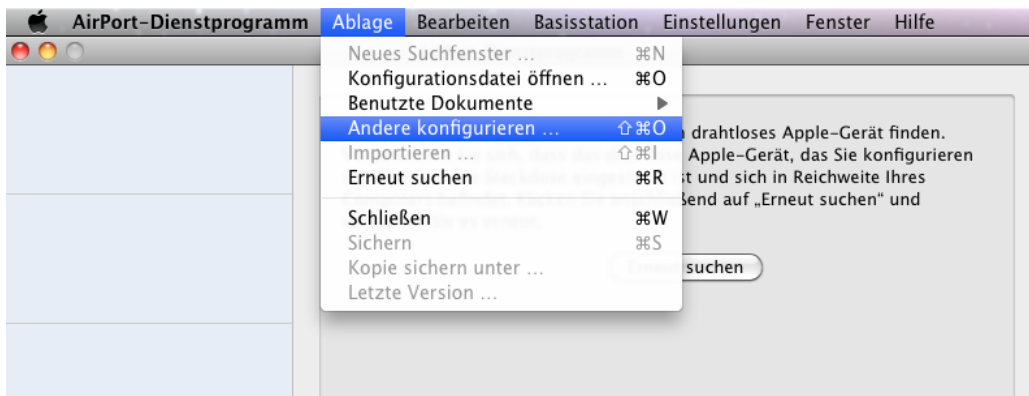 AirPort-Dienstprogramm Ablage Bearbeiten Basisstation Einstellungen Fenster Hilfe
Neues Suchfenster ... ⌘N
Konfigurationsdatei öffnen ... ⌘O
Benutzte Dokumente ▶
Andere konfigurieren ... ⇧⌘O
Importieren ... ⇧⌘I
Erneut suchen ⌘R
Schließen ⌘W
Sichern ⌘S
Kopie sichern unter ...
Letzte Version ...
drahtloses Apple-Gerät finden.
Apple-Gerät, das Sie konfigurieren
und sich in Reichweite Ihres
auf „Erneut suchen“ und
Erneut suchen